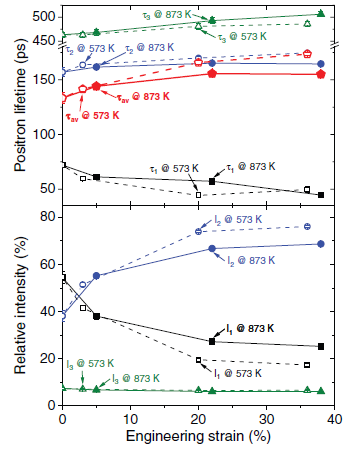 500
450
150
100
50
Positron lifetime (ps)
τ3 @ 873 K
τ3 @ 573 K
τ2 @ 573 K
τ2 @ 873 K
τav @ 873 K
τav @ 573 K
τ1 @ 573 K
τ1 @ 873 K
80
60
40
20
0
Relative intensity (%)
I2 @ 573 K
I2 @ 873 K
I1 @ 873 K
I1 @ 573 K
I3 @ 573 K
I3 @ 873 K
0 10 20 30 40
Engineering strain (%)